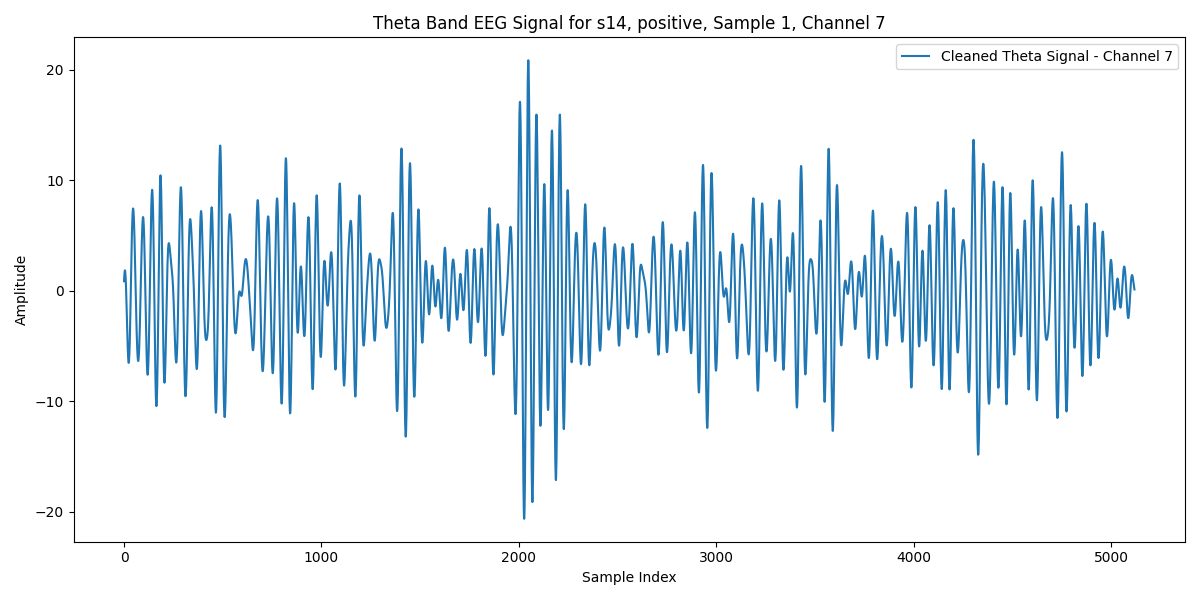 Theta Band EEG Signal for s14, positive, Sample 1, Channel 7
Cleaned Theta Signal - Channel 7
Amplitude
20
10
0
−10
−20
0 1000 2000 3000 4000 5000
Sample Index